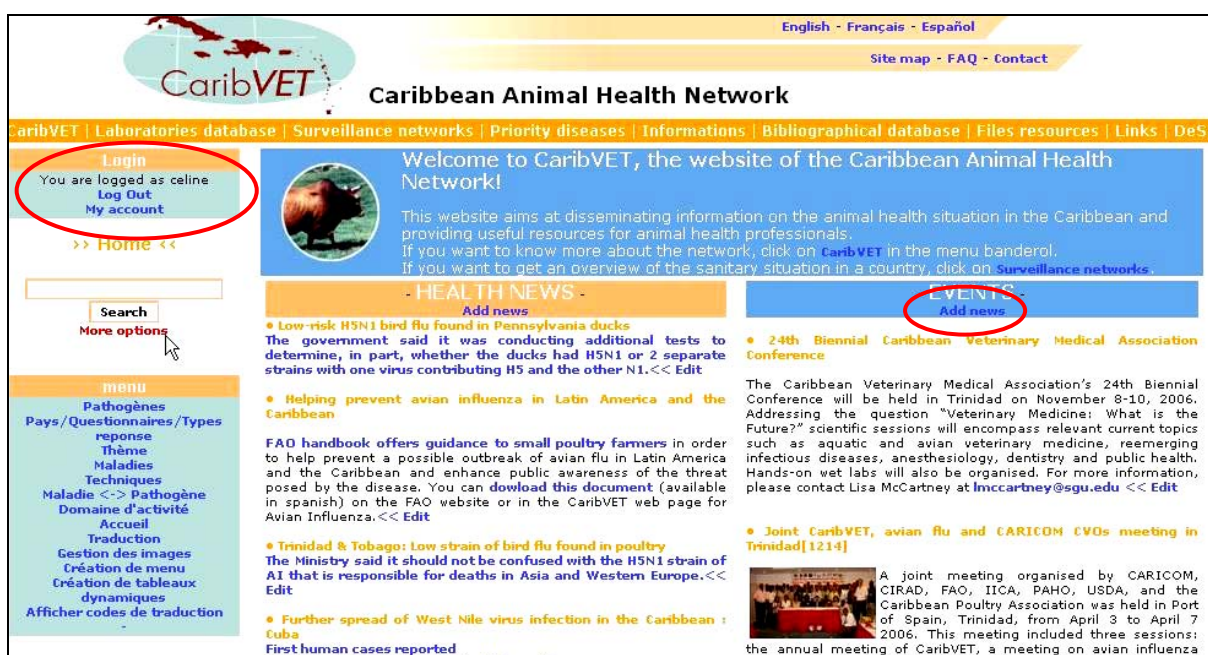 English - Français - Español
Site map - FAQ - Contact
CaribVET
Caribbean Animal Health Network
CaribVET | Laboratories database | Surveillance networks | Priority diseases | Informations | Bibliographical database | Files resources | Links | DeS
Login
You are logged as celine
Log Out
My account
>> Home <<
Search
More options
menu
Pathogènes
Pays/Questionnaires/Types
reponse
Thème
Maladies
Techniques
Maladie <-> Pathogène
Domaine d'activité
Accueil
Traduction
Gestion des images
Création de menu
Création de tableaux
dynamiques
Afficher codes de traduction
-
Welcome to CaribVET, the website of the Caribbean Animal Health
Network!
This website aims at disseminating information on the animal health situation in the Caribbean and
providing useful resources for animal health professionals.
If you want to know more about the network, click on CaribVET in the menu banderol.
If you want to get an overview of the sanitary situation in a country, click on Surveillance networks.
- HEALTH NEWS -
Add news
• Low-risk H5N1 bird flu found in Pennsylvania ducks
The government said it was conducting additional tests to
determine, in part, whether the ducks had H5N1 or 2 separate
strains with one virus contributing H5 and the other N1.<< Edit
• Helping prevent avian influenza in Latin America and the
Caribbean
FAO handbook offers guidance to small poultry farmers in order
to help prevent a possible outbreak of avian flu in Latin America
and the Caribbean and enhance public awareness of the threat
posed by the disease. You can dowload this document (available
in spanish) on the FAO website or in the CaribVET web page for
Avian Influenza.<< Edit
• Trinidad & Tobago: Low strain of bird flu found in poultry
The Ministry said it should not be confused with the H5N1 strain of
AI that is responsible for deaths in Asia and Western Europe.<<
Edit
• Further spread of West Nile virus infection in the Caribbean :
Cuba
First human cases reported
EVENTS -
Add news
• 24th Biennial Caribbean Veterinary Medical Association
Conference
The Caribbean Veterinary Medical Association's 24th Biennial
Conference will be held in Trinidad on November 8-10, 2006.
Addressing the question "Veterinary Medicine: What is the
Future?" scientific sessions will encompass relevant current topics
such as aquatic and avian veterinary medicine, reemerging
infectious diseases, anesthesiology, dentistry and public health.
Hands-on wet labs will also be organised. For more information,
please contact Lisa McCartney at lmccartney@sgu.edu << Edit
• Joint CaribVET, avian flu and CARICOM CVOs meeting in
Trinidad[1214]
A joint meeting organised by CARICOM,
CIRAD, FAO, IICA, PAHO, USDA, and the
Caribbean Poultry Association was held in Port
of Spain, Trinidad, from April 3 to April 7
2006. This meeting included three sessions:
the annual meeting of CaribVET, a meeting on avian influenza